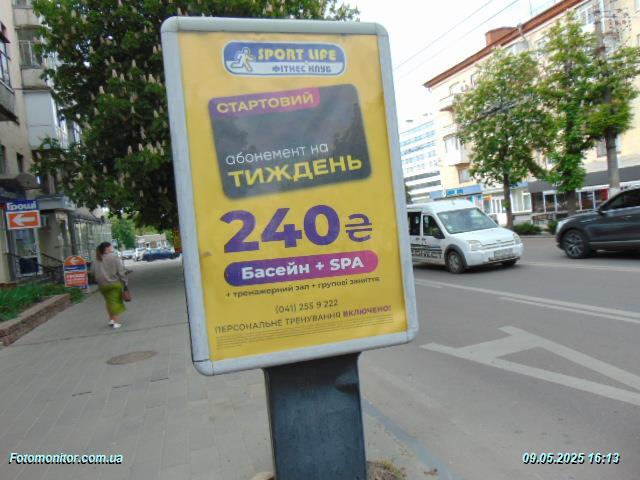 SPORT LIFE
ФІТНЕС КЛУБ
СТАРТОВИЙ
абонемент на
ТИЖДЕНЬ
240₴
Басейн + SPA
+ тренажерний зал + групові заняття
(041) 255 9 222
ПЕРСОНАЛЬНЕ ТРЕНУВАННЯ ВКЛЮЧЕНО!
Гроші
Fotomonitor.com.ua
09.05.2025 16:13